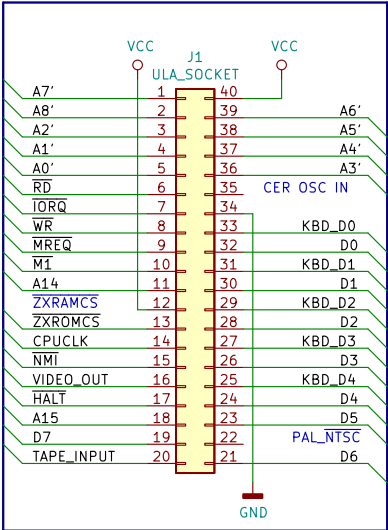 VCC VCC
J1
ULA_SOCKET
A7' 1 40
A8' 2 39 A6'
A2' 3 38 A5'
A1' 4 37 A4'
A0' 5 36 A3'
RD 6 35 CER OSC IN
IORQ 7 34
WR 8 33 KBD_D0
MREQ 9 32 D0
M1 10 31 KBD_D1
A14 11 30 D1
ZXRAMCS 12 29 KBD_D2
ZXROMCS 13 28 D2
CPUCLK 14 27 KBD_D3
NMI 15 26 D3
VIDEO_OUT 16 25 KBD_D4
HALT 17 24 D4
A15 18 23 D5
D7 19 22 PAL_NTSC
TAPE_INPUT 20 21 D6
GND